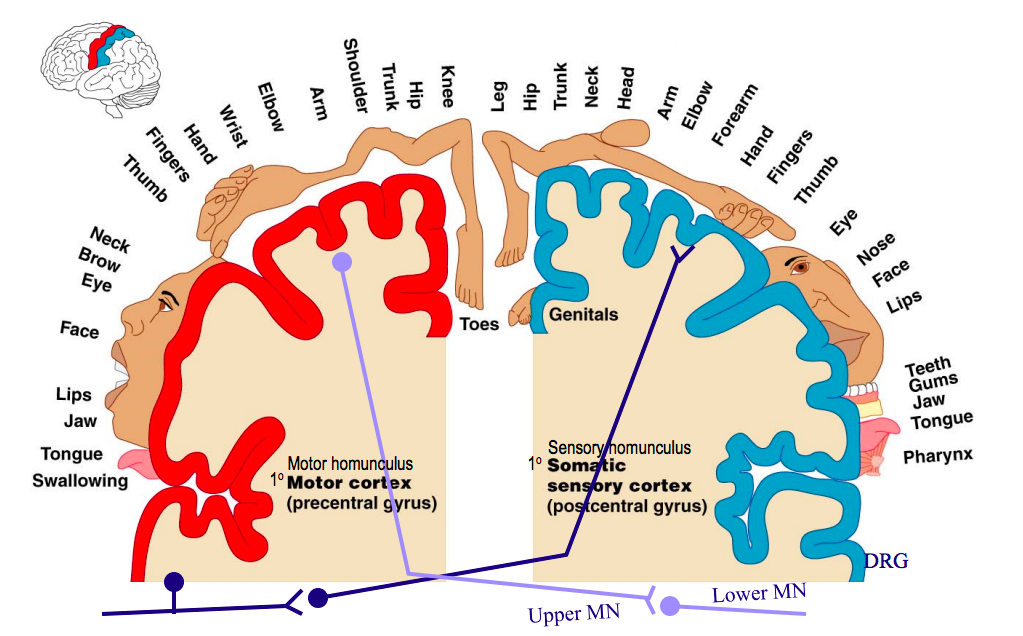 Shoulder
Trunk
Hip
Knee
Arm
Elbow
Wrist
Hand
Fingers
Thumb
Neck
Brow
Eye
Face
Lips
Jaw
Tongue
Swallowing
Toes
Leg
Hip
Trunk
Neck
Head
Arm
Elbow
Forearm
Hand
Fingers
Thumb
Eye
Nose
Face
Lips
Teeth
Gums
Jaw
Tongue
Pharynx
Genitals
Motor homunculus
1º Motor cortex
(precentral gyrus)
Sensory homunculus
1º Somatic
sensory cortex
(postcentral gyrus)
DRG
Upper MN
Lower MN